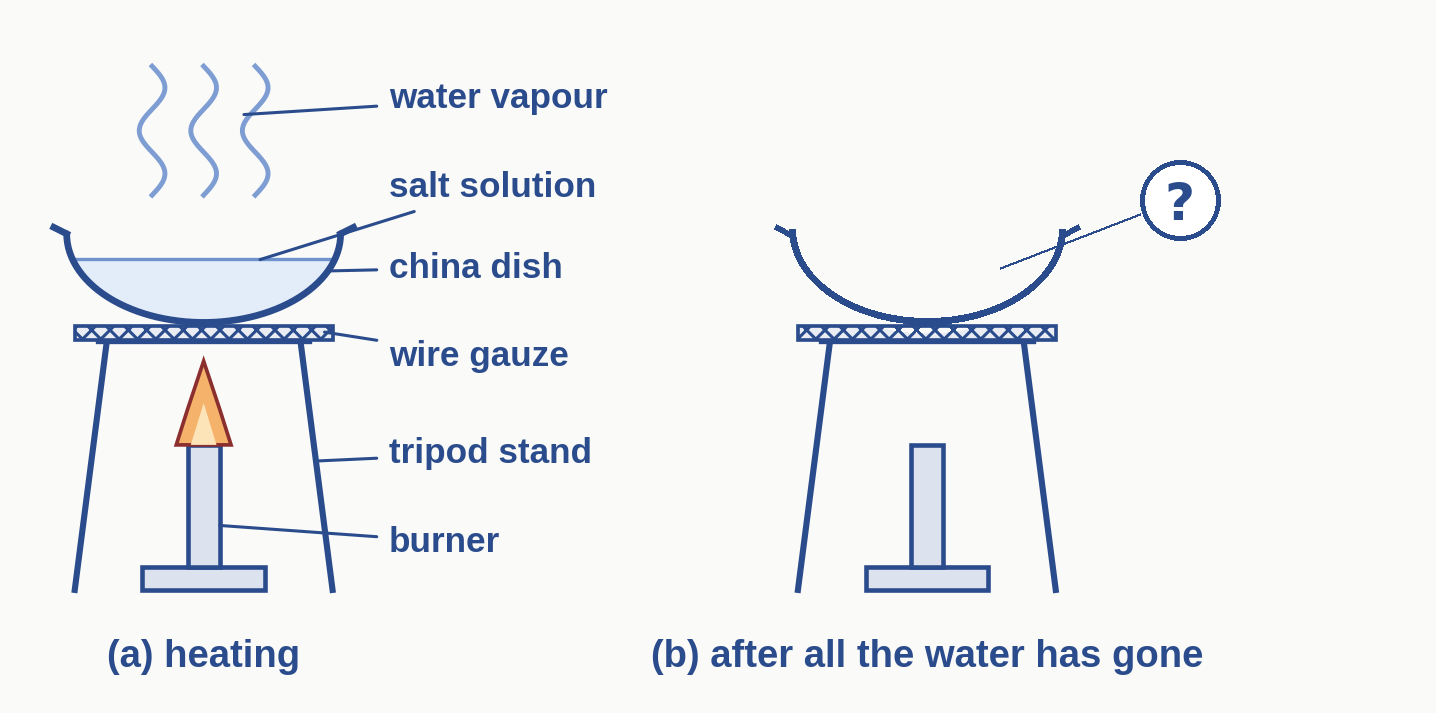 water vapour
salt solution
china dish
wire gauze
tripod stand
burner
?
(a) heating
(b) after all the water has gone